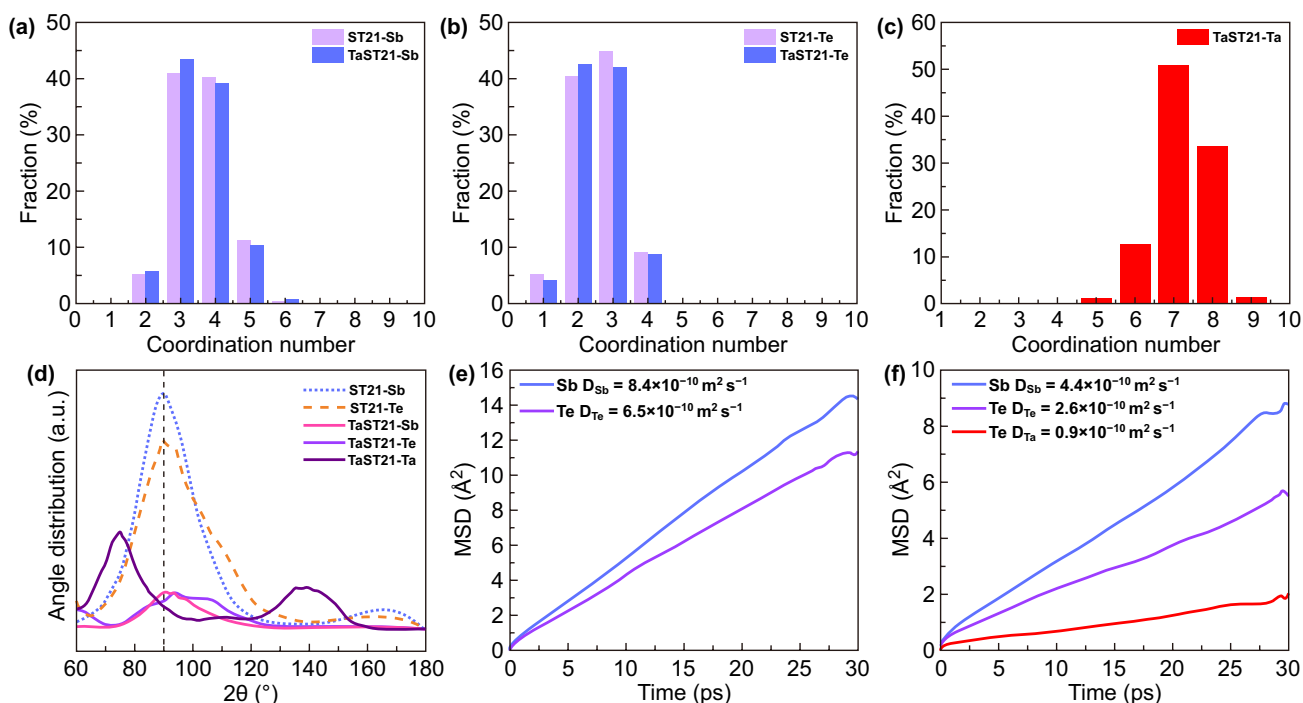 (a)
ST21-Sb
TaST21-Sb
Fraction (%)
50
40
30
20
10
0
0 1 2 3 4 5 6 7 8 9 10
Coordination number
(b)
ST21-Te
TaST21-Te
Fraction (%)
50
40
30
20
10
0
0 1 2 3 4 5 6 7 8 9 10
Coordination number
(c)
TaST21-Ta
Fraction (%)
60
50
40
30
20
10
0
1 2 3 4 5 6 7 8 9 10
Coordination number
(d)
ST21-Sb
ST21-Te
TaST21-Sb
TaST21-Te
TaST21-Ta
Angle distribution (a.u.)
60 80 100 120 140 160 180
2θ (°)
(e)
Sb D_Sb = 8.4×10⁻¹⁰ m² s⁻¹
Te D_Te = 6.5×10⁻¹⁰ m² s⁻¹
MSD (Å²)
16
14
12
10
8
6
4
2
0
0 5 10 15 20 25 30
Time (ps)
(f)
Sb D_Sb = 4.4×10⁻¹⁰ m² s⁻¹
Te D_Te = 2.6×10⁻¹⁰ m² s⁻¹
Te D_Ta = 0.9×10⁻¹⁰ m² s⁻¹
MSD (Å²)
10
8
6
4
2
0
0 5 10 15 20 25 30
Time (ps)